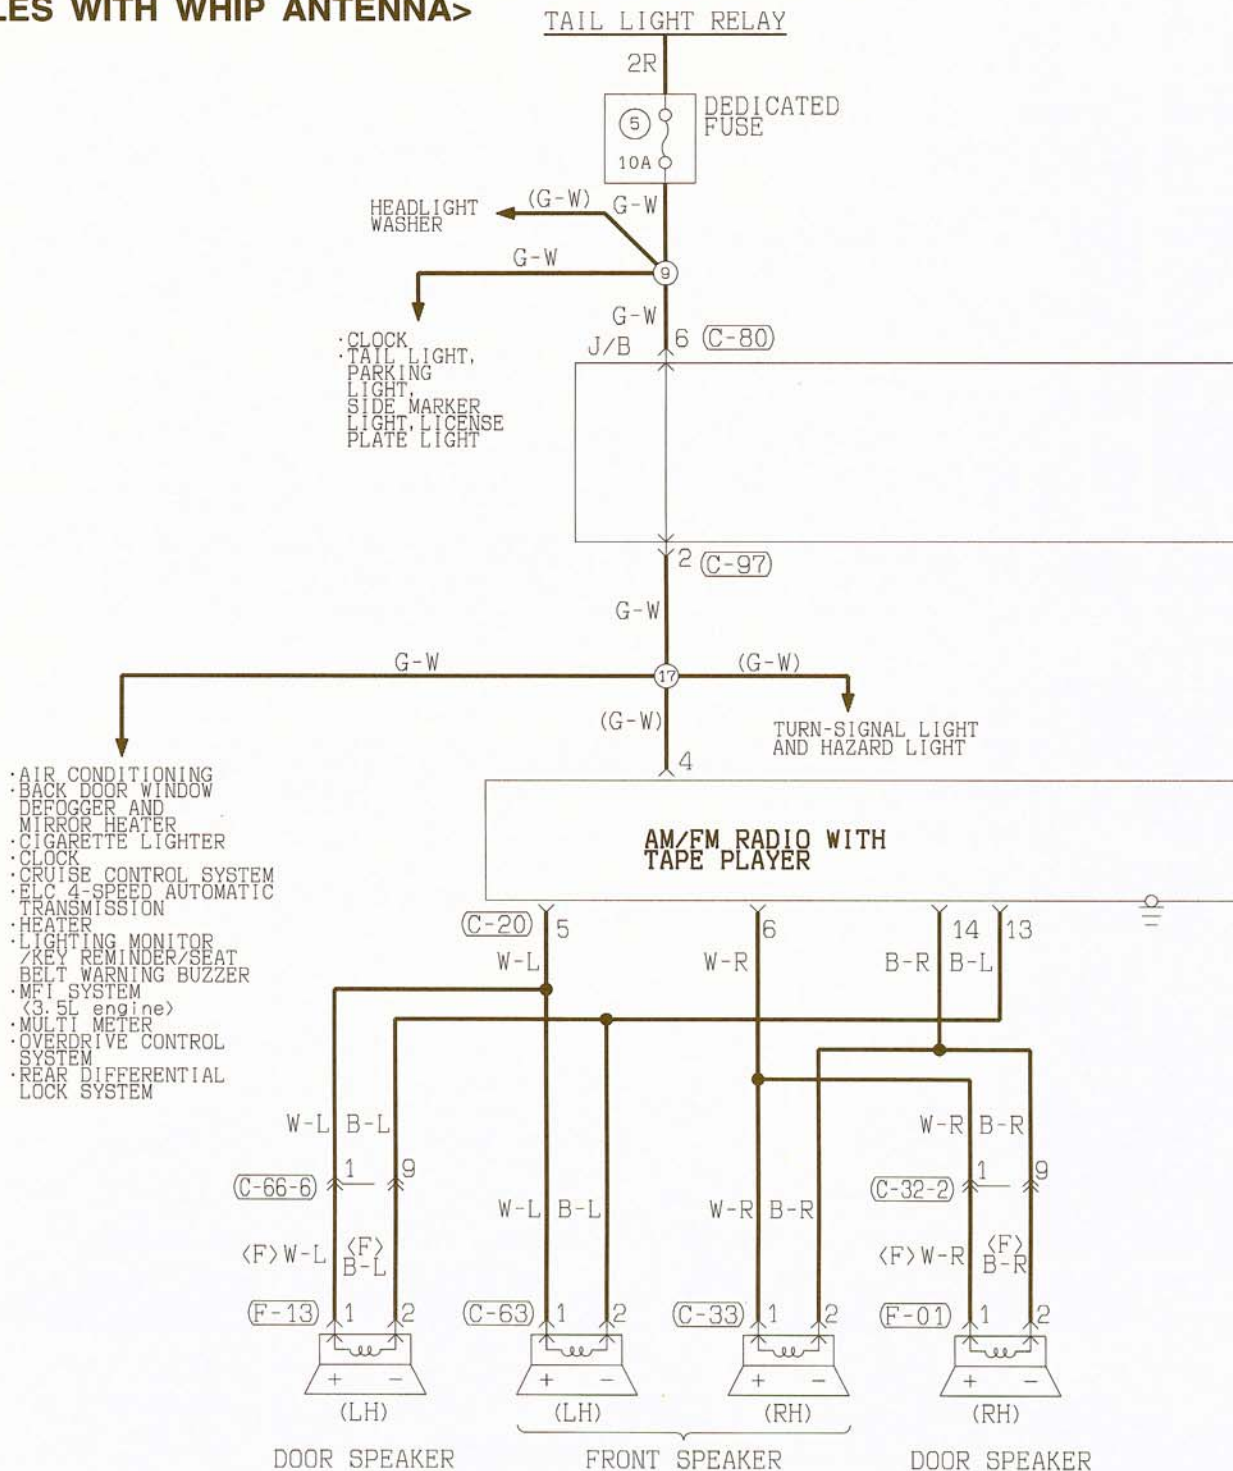 LES WITH WHIP ANTENNA>
TAIL LIGHT RELAY
2R
DEDICATED
FUSE
5
10A
HEADLIGHT
WASHER
(G-W)
G-W
G-W
9
G-W
·CLOCK
·TAIL LIGHT,
PARKING
LIGHT,
SIDE MARKER
LIGHT, LICENSE
PLATE LIGHT
J/B
6
C-80
2
C-97
G-W
G-W
17
(G-W)
(G-W)
TURN-SIGNAL LIGHT
AND HAZARD LIGHT
4
·AIR CONDITIONING
·BACK DOOR WINDOW
DEFOGGER AND
MIRROR HEATER
·CIGARETTE LIGHTER
·CLOCK
·CRUISE CONTROL SYSTEM
·ELC 4-SPEED AUTOMATIC
TRANSMISSION
·HEATER
·LIGHTING MONITOR
/KEY REMINDER/SEAT
BELT WARNING BUZZER
·MFI SYSTEM
<3.5L engine>
·MULTI METER
·OVERDRIVE CONTROL
SYSTEM
·REAR DIFFERENTIAL
LOCK SYSTEM
AM/FM RADIO WITH
TAPE PLAYER
C-20
5
6
14
13
W-L
W-R
B-R
B-L
W-L
B-L
W-R
B-R
C-66-6
1
9
C-32-2
1
9
W-L
B-L
W-R
B-R
<F>W-L
<F>
B-L
<F>W-R
<F>
B-R
F-13
1
2
C-63
1
2
C-33
1
2
F-01
1
2
+ -
+ -
+ -
+ -
(LH)
(LH)
(RH)
(RH)
DOOR SPEAKER
FRONT SPEAKER
DOOR SPEAKER